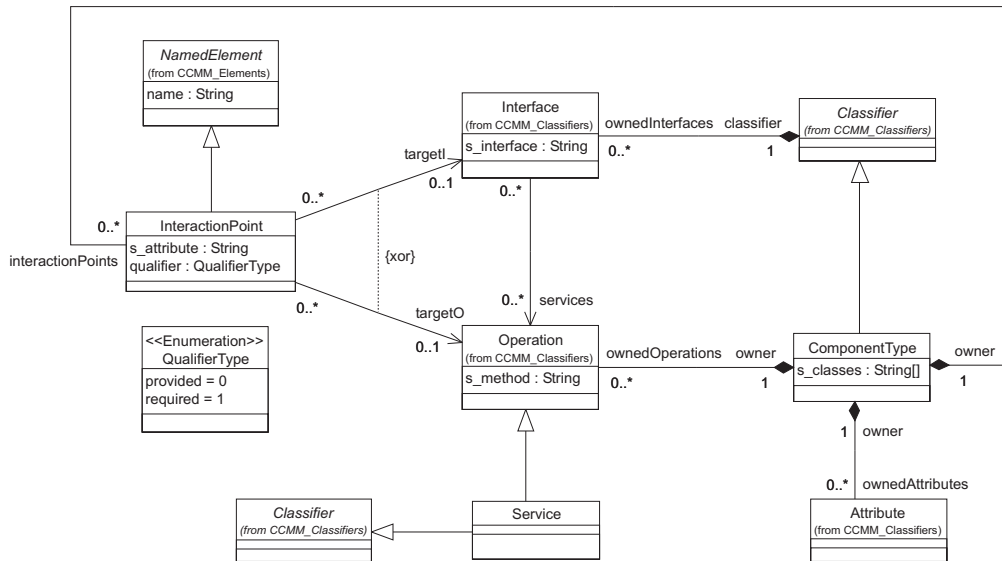 NamedElement
(from CCMM_Elements)
name : String
Interface
(from CCMM_Classifiers)
s_interface : String
ownedInterfaces classifier
0..* 1
Classifier
(from CCMM_Classifiers)
targetI
0..* 0..1
0..*
0..*
interactionPoints
InteractionPoint
s_attribute : String
qualifier : QualifierType
{xor}
0..*
targetO
0..1
0..* services
<<Enumeration>>
QualifierType
provided = 0
required = 1
Operation
(from CCMM_Classifiers)
s_method : String
ownedOperations owner
0..* 1
ComponentType
s_classes : String[]
owner
1
1 owner
0..* ownedAttributes
Classifier
(from CCMM_Classifiers)
Service
Attribute
(from CCMM_Classifiers)